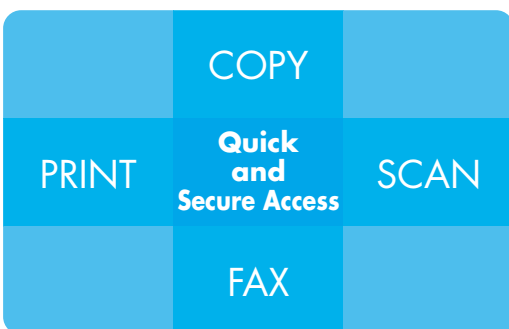 COPY
PRINT
Quick
and
Secure Access
SCAN
FAX